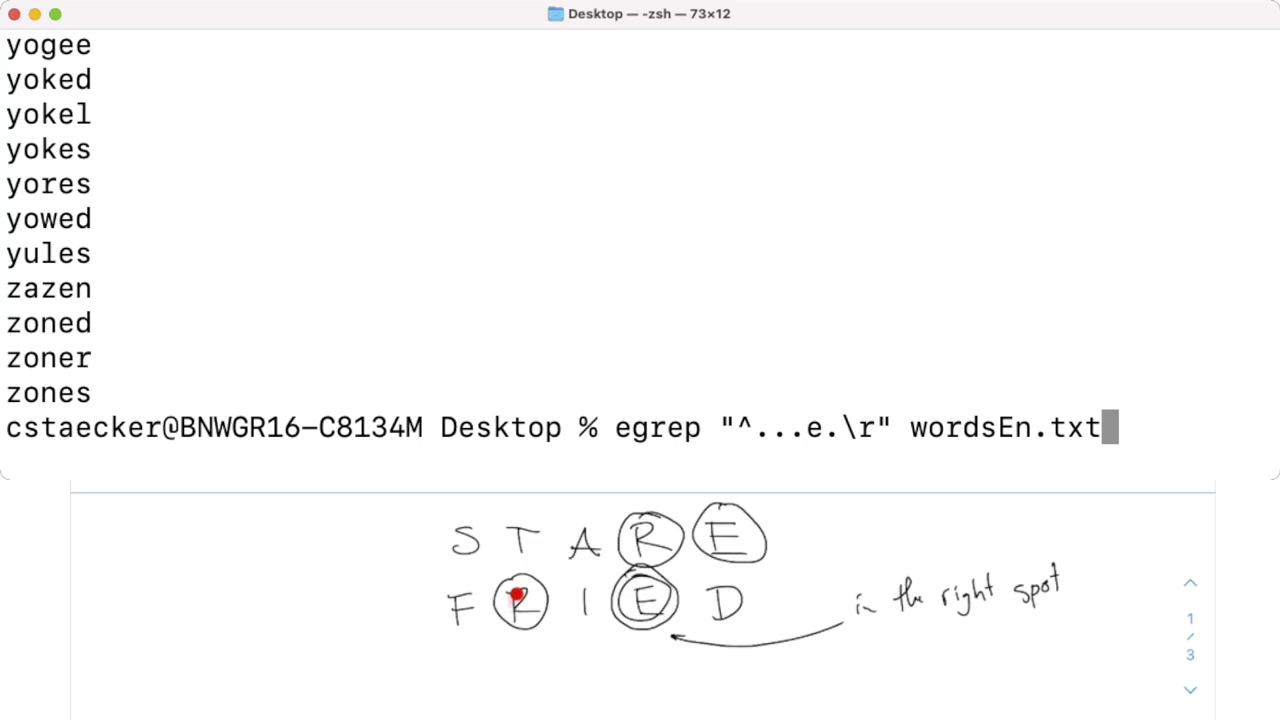 Desktop — -zsh — 73×12
yogee
yoked
yokel
yokes
yores
yowed
yules
zazen
zoned
zoner
zones
cstaecker@BNWGR16-C8134M Desktop % egrep "^...e.\r" wordsEn.txt
S T A R E
F R I E D
in the right spot
1
/
3